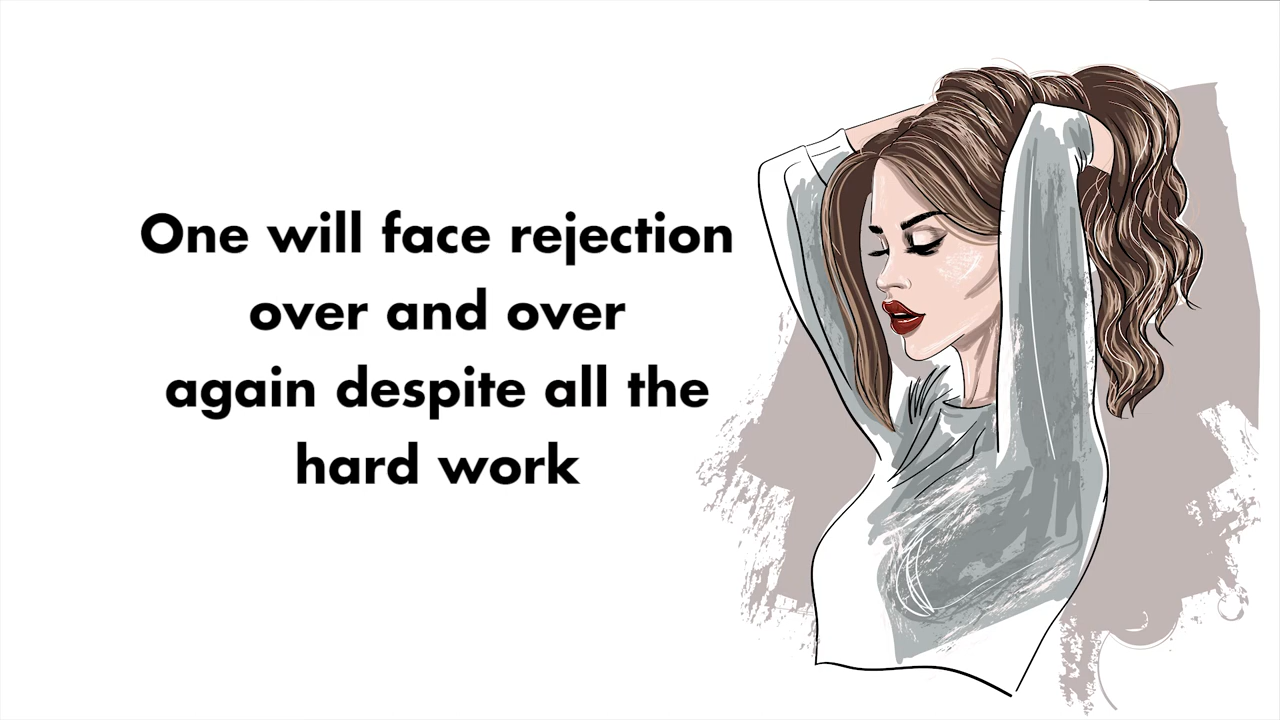 One will face rejection
over and over
again despite all the
hard work